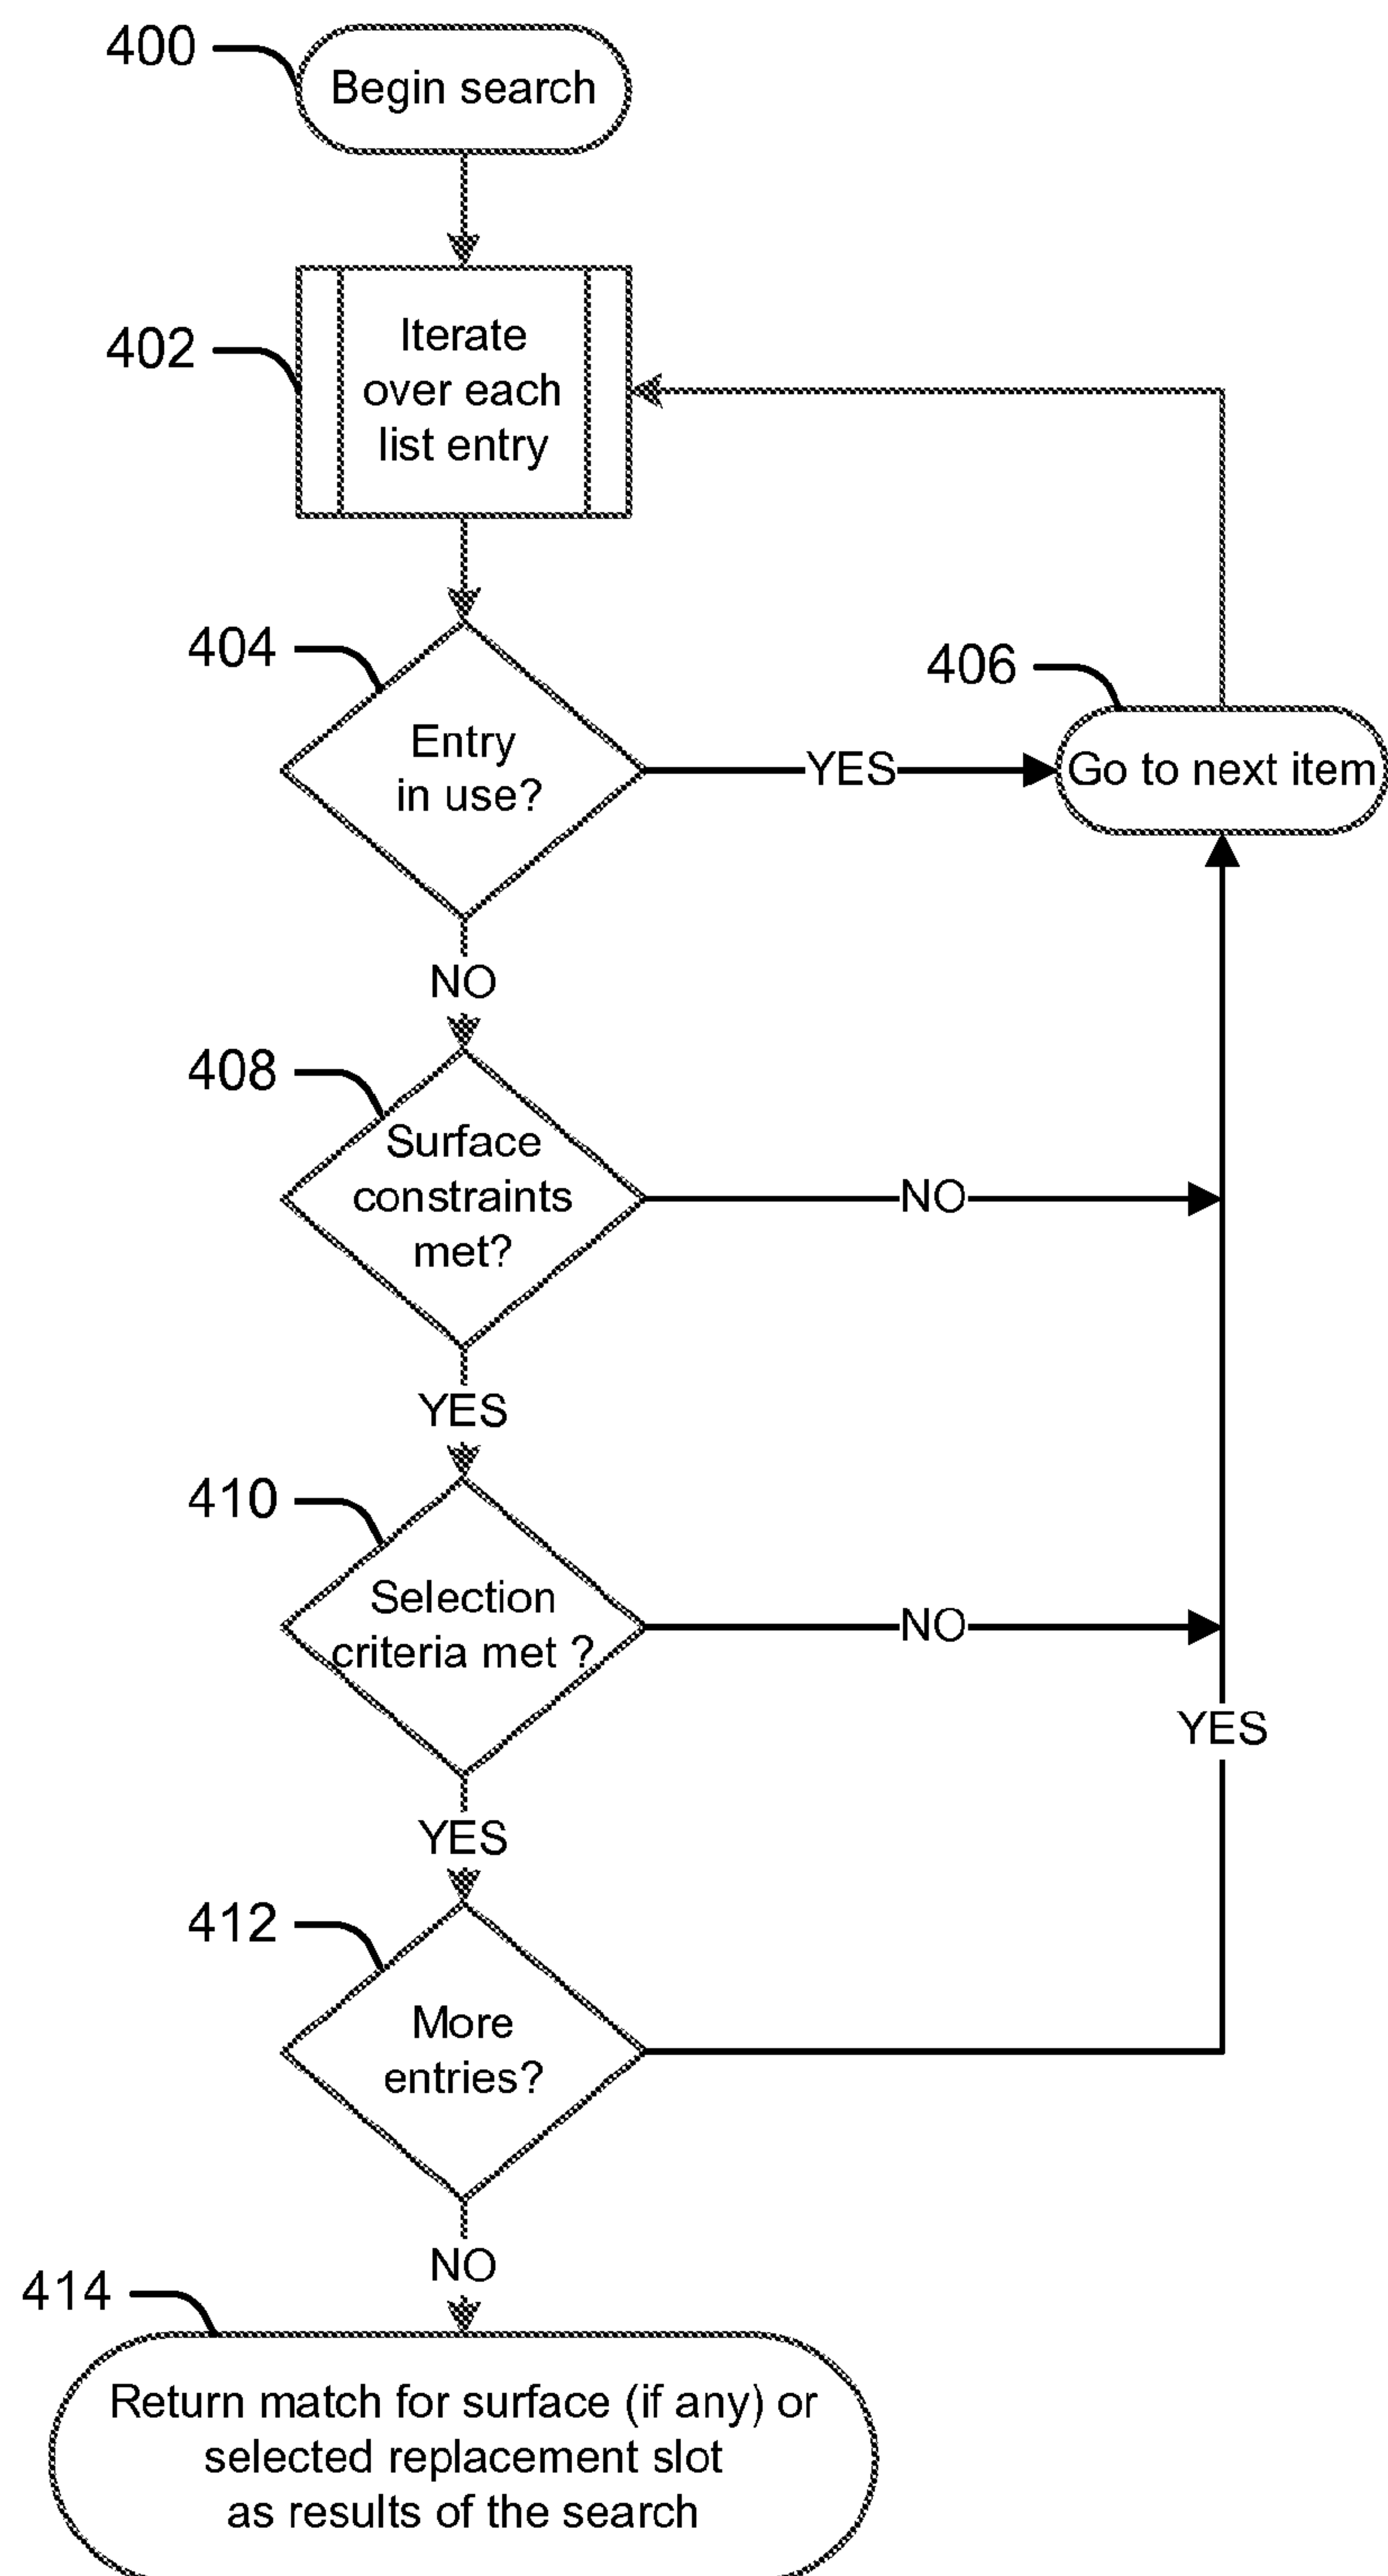 400
Begin search
402
Iterate
over each
list entry
404
Entry
in use?
YES
406
Go to next item
NO
408
Surface
constraints
met?
NO
YES
410
Selection
criteria met ?
NO
YES
YES
412
More
entries?
NO
414
Return match for surface (if any) or
selected replacement slot
as results of the search